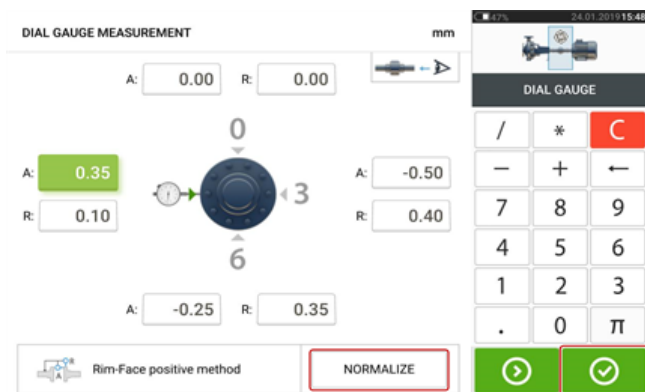 47% 24.01.2019 15:48
DIAL GAUGE MEASUREMENT mm
A: 0.00 R: 0.00
DIAL GAUGE
0
A: 0.35
R: 0.10
3
A: -0.50
R: 0.40
6
A: -0.25 R: 0.35
R
A
Rim-Face positive method
NORMALIZE
/ * C
− + ←
7 8 9
4 5 6
1 2 3
. 0 π